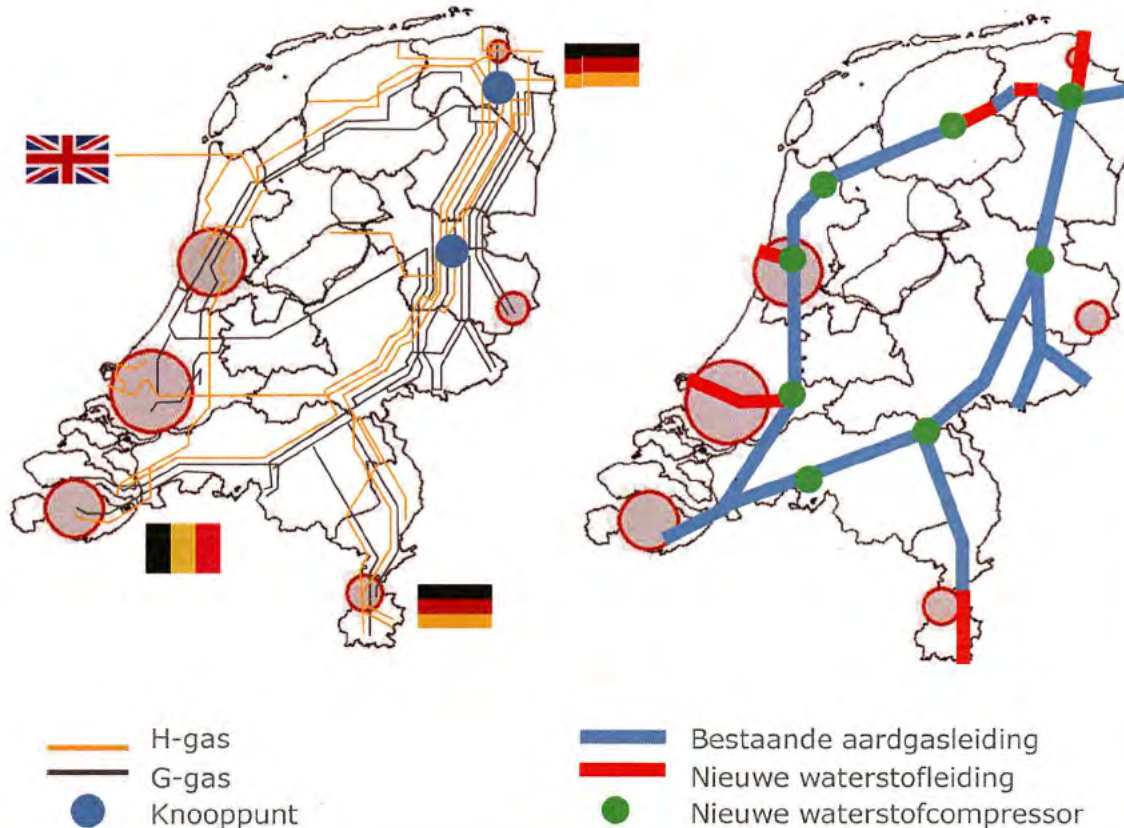 H-gas
G-gas
Knooppunt
Bestaande aardgasleiding
Nieuwe waterstofleiding
Nieuwe waterstofcompressor